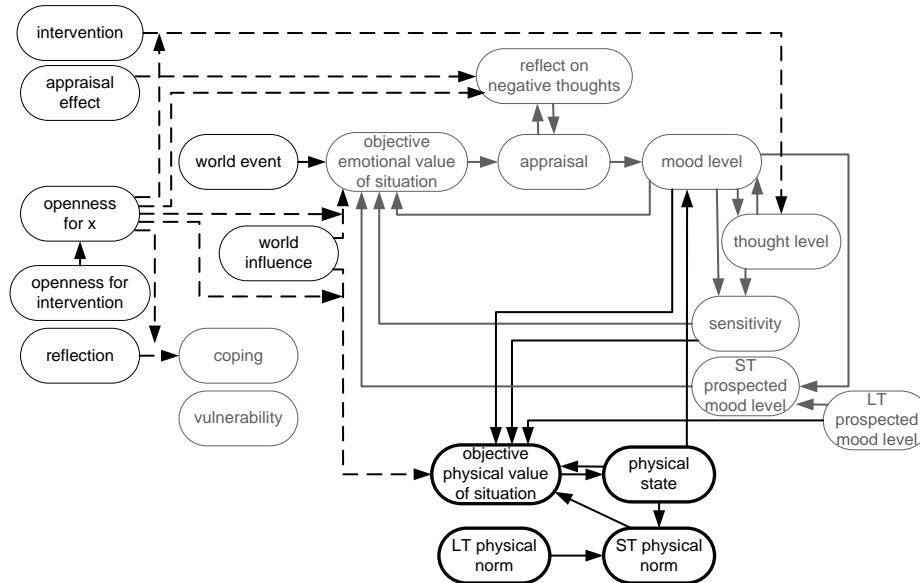 intervention
appraisal
effect
reflect on
negative thoughts
world event
objective
emotional value
of situation
appraisal
mood level
openness
for x
world
influence
thought level
openness for
intervention
sensitivity
reflection
coping
ST
prospected
mood level
LT
prospected
mood level
vulnerability
objective
physical value
of situation
physical
state
LT physical
norm
ST physical
norm